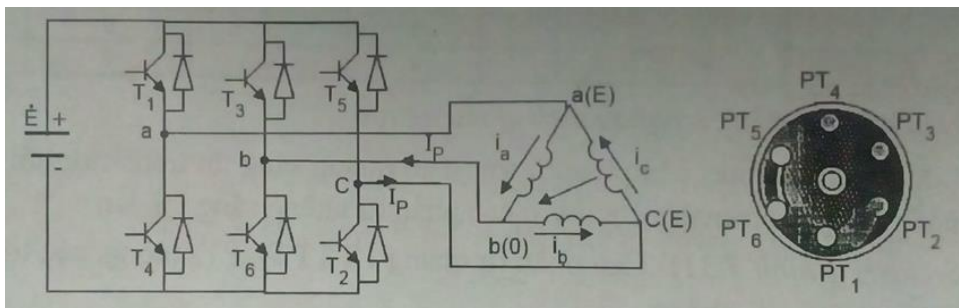 Ė
+
-
T1
T3
T5
a
b
C
T4
T6
T2
IP
IP
a(E)
ia
ic
C(E)
b(0)
ib
PT4
PT5
PT3
PT6
PT2
PT1